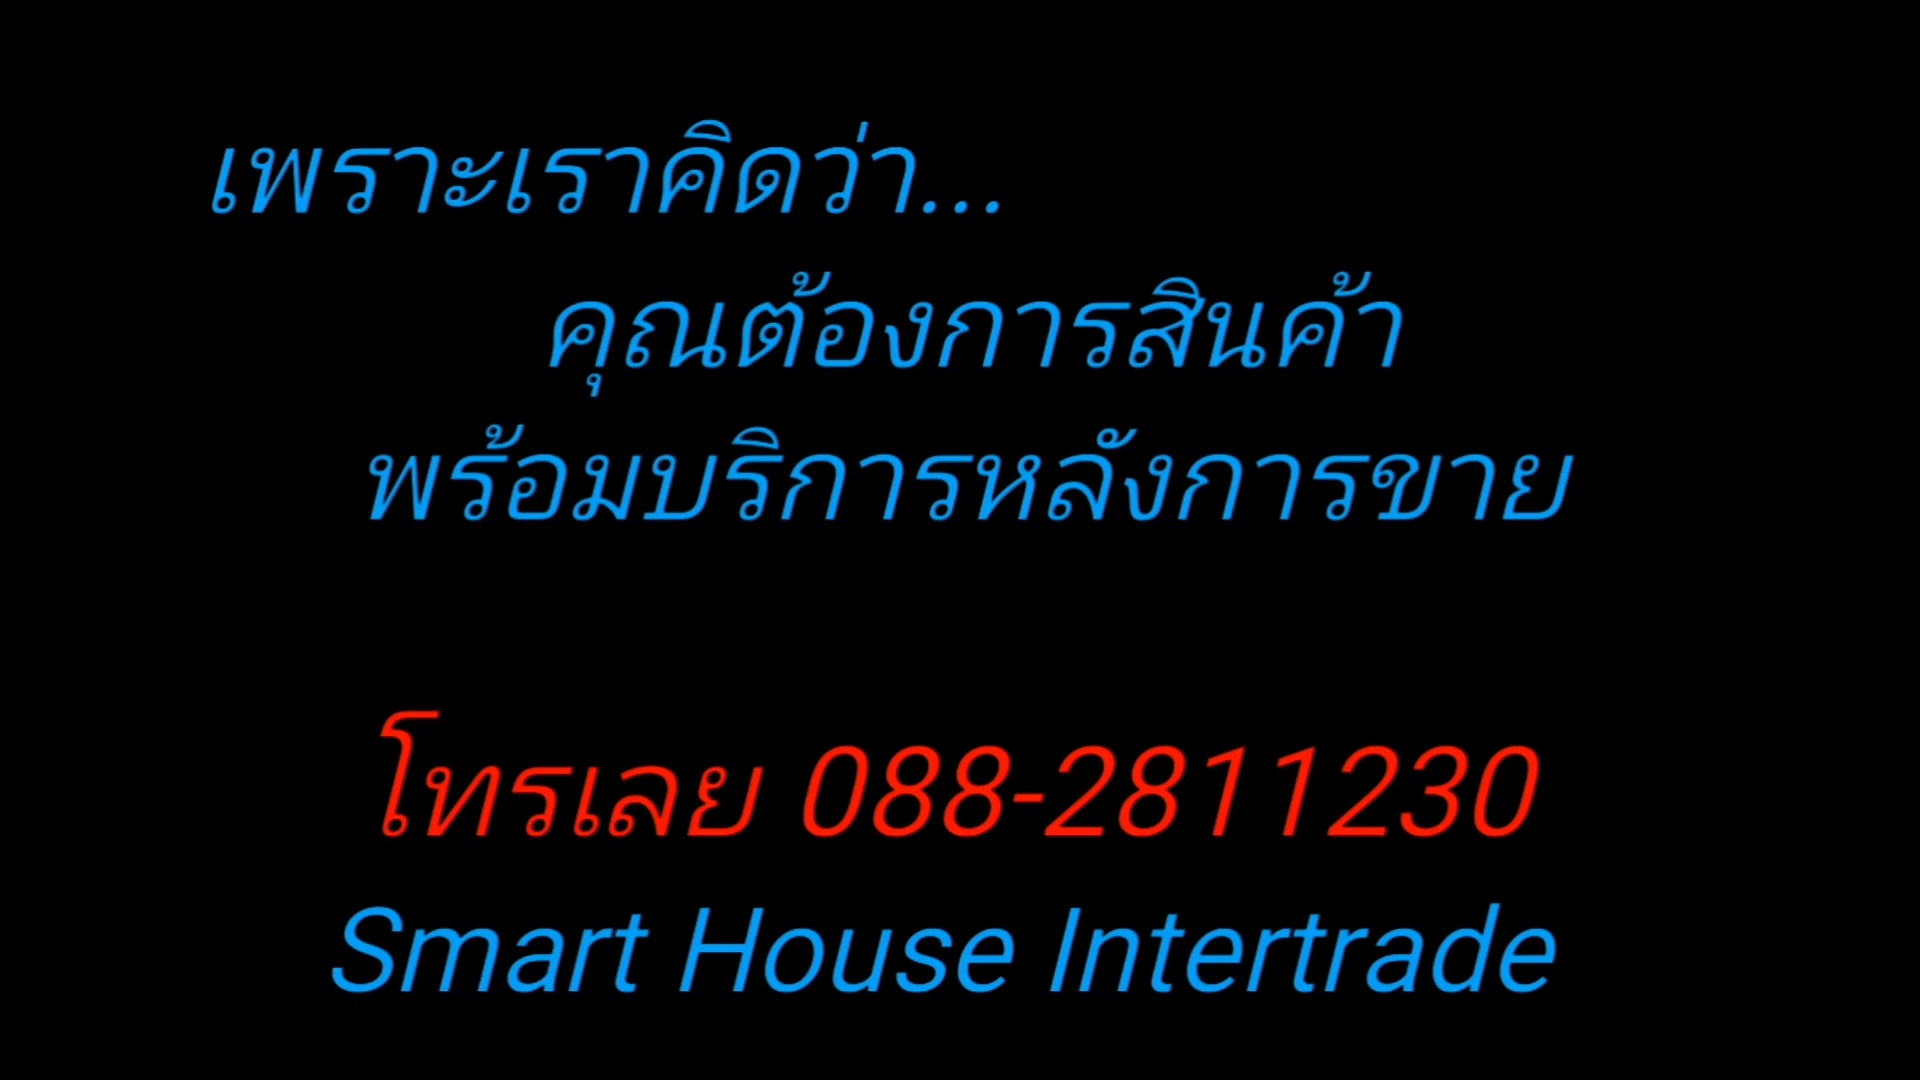 เพราะเราคิดว่า...
คุณต้องการสินค้า
พร้อมบริการหลังการขาย
โทรเลย 088-2811230
Smart House Intertrade